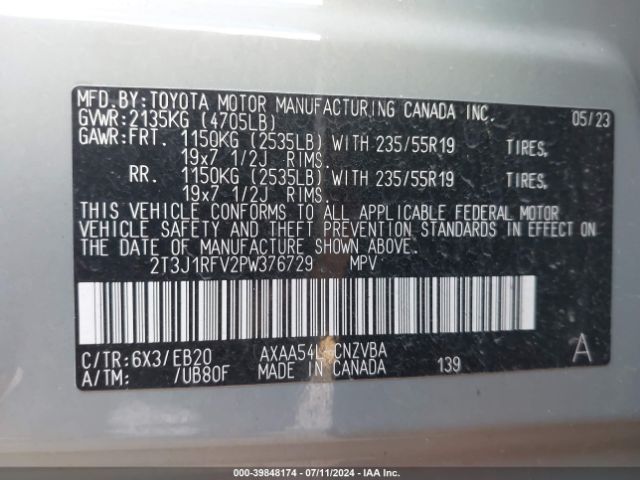 MFD.BY:TOYOTA MOTOR MANUFACTURING CANADA INC. 05/23
GVWR:2135KG (4705LB)
GAWR:FRT. 1150KG (2535LB) WITH 235/55R19 TIRES,
19x7 1/2J RIMS.
RR. 1150KG (2535LB) WITH 235/55R19 TIRES,
19x7 1/2J RIMS.
THIS VEHICLE CONFORMS TO ALL APPLICABLE FEDERAL MOTOR
VEHICLE SAFETY AND THEFT PREVENTION STANDARDS IN EFFECT ON
THE DATE OF MANUFACTURE SHOWN ABOVE.
2T3J1RFV2PW376729 MPV
C/TR:6X3/EB20 AXAA54L-CNZVBA A
A/TM: /UB80F MADE IN CANADA 139
© - 39848174 - 07/11/2024 - IAAI.com